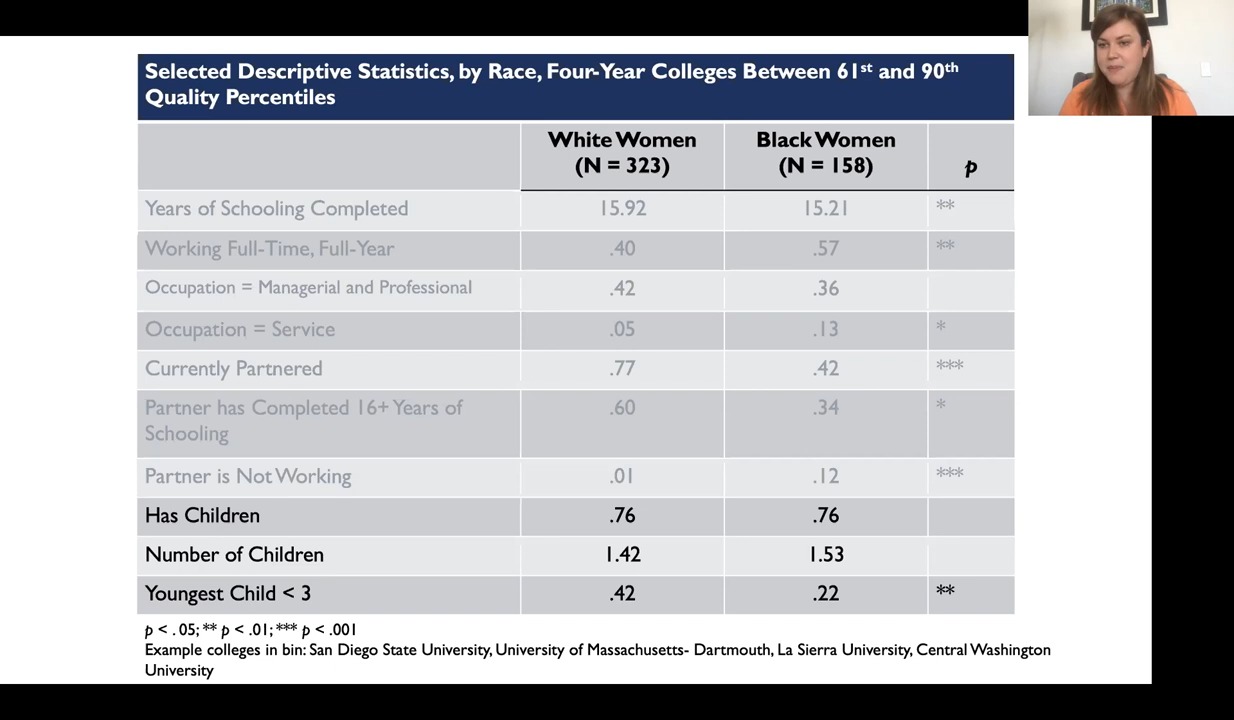 Selected Descriptive Statistics, by Race, Four-Year Colleges Between 61st and 90th
Quality Percentiles
White Women
(N = 323)
Black Women
(N = 158)
p
Years of Schooling Completed 15.92 15.21 **
Working Full-Time, Full-Year .40 .57 **
Occupation = Managerial and Professional .42 .36
Occupation = Service .05 .13 *
Currently Partnered .77 .42 ***
Partner has Completed 16+ Years of
Schooling .60 .34 *
Partner is Not Working .01 .12 ***
Has Children .76 .76
Number of Children 1.42 1.53
Youngest Child < 3 .42 .22 **
p < . 05; ** p < .01; *** p < .001
Example colleges in bin: San Diego State University, University of Massachusetts- Dartmouth, La Sierra University, Central Washington
University